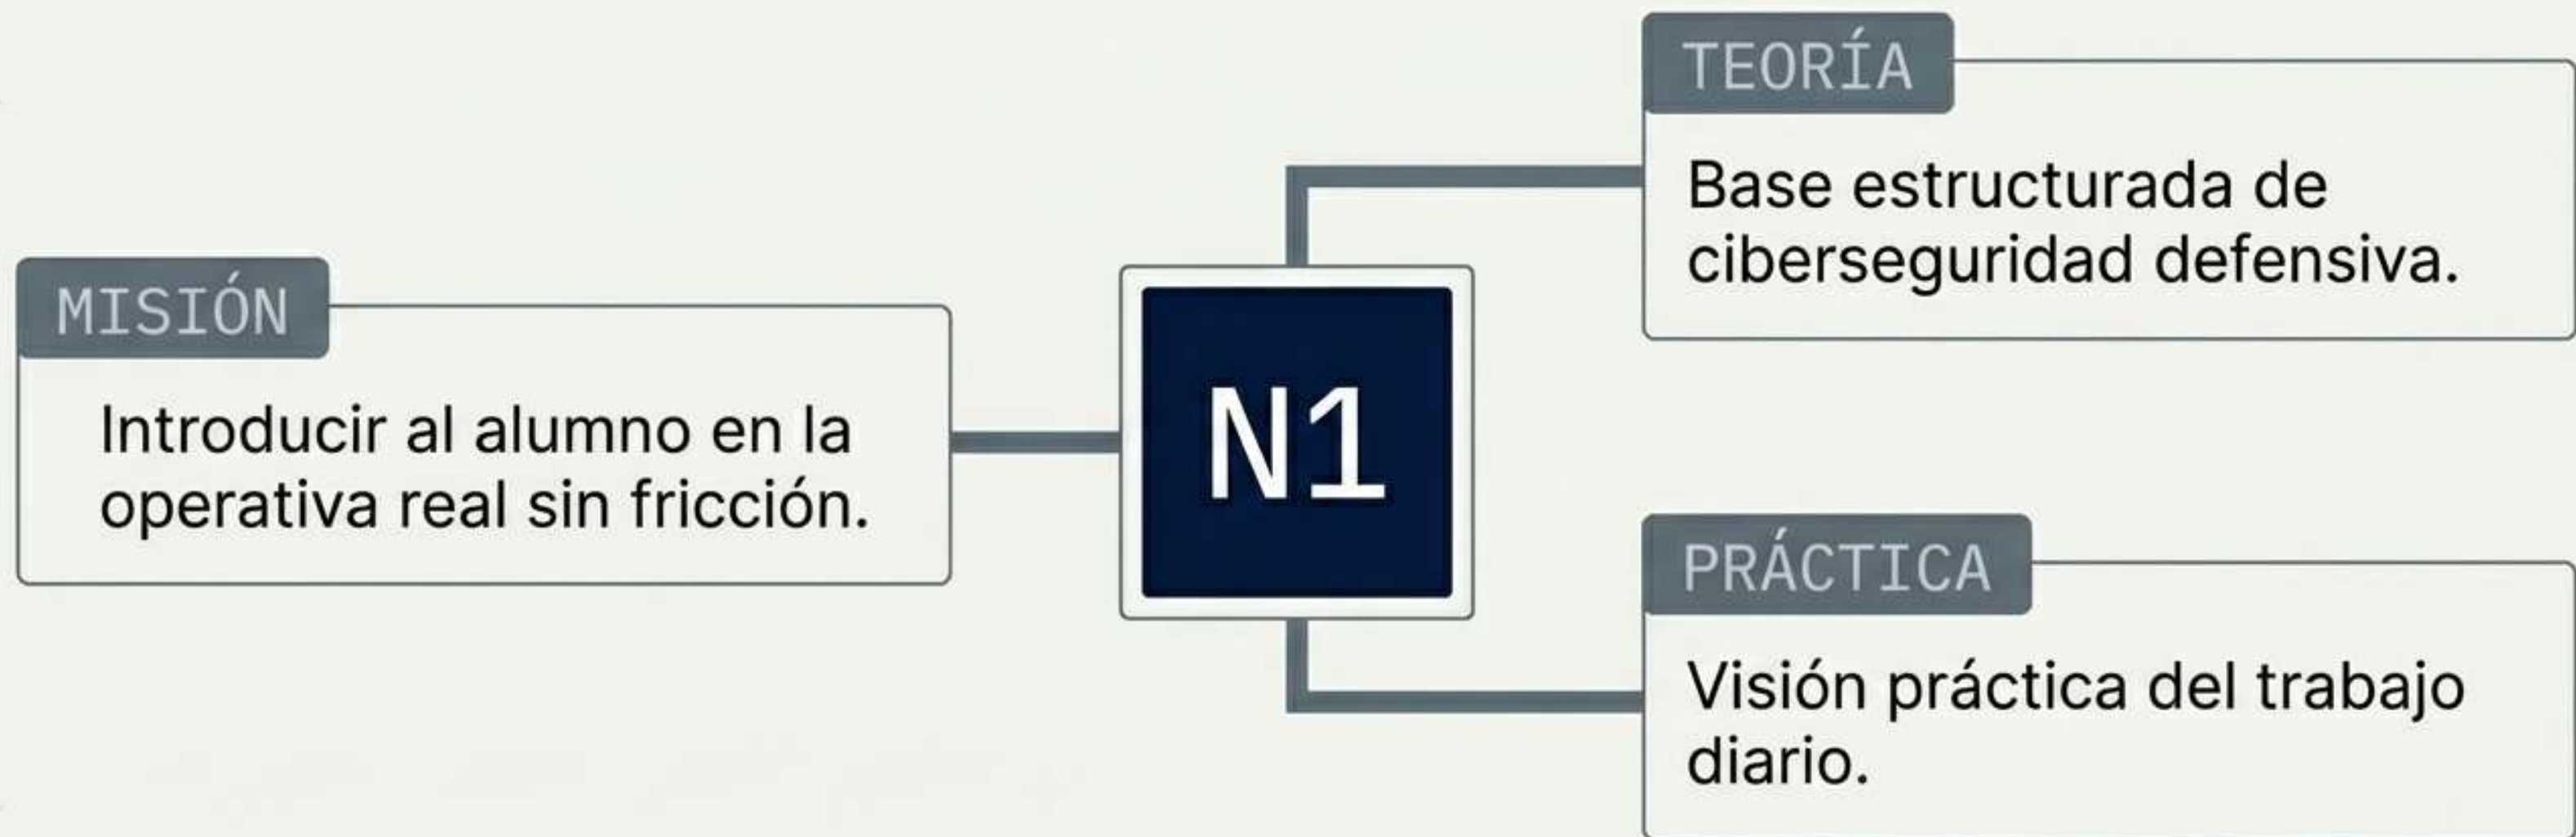 MISIÓN
Introducir al alumno en la
operativa real sin fricción.
N1
TEORÍA
Base estructurada de
ciberseguridad defensiva.
PRÁCTICA
Visión práctica del trabajo
diario.